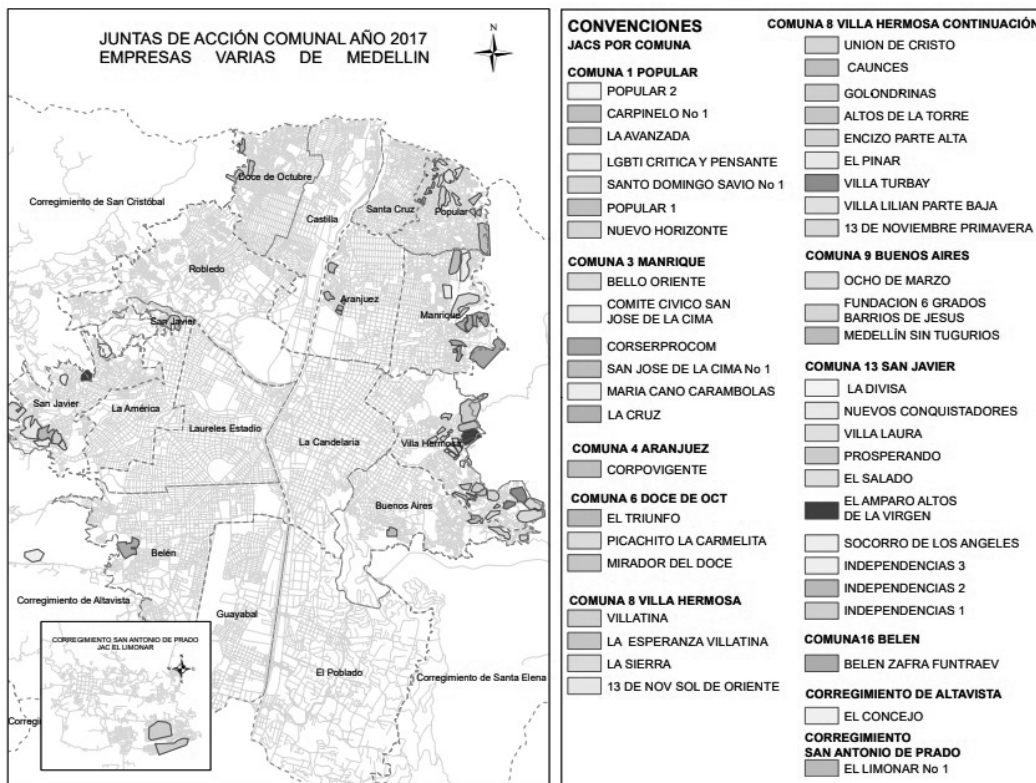 JUNTAS DE ACCIÓN COMUNAL AÑO 2017
EMPRESAS VARIAS DE MEDELLIN
N
Corregimiento de San Cristóbal
Doce de Octubre
Castilla
Santa Cruz
Popular
Robledo
Aranjuez
Manrique
San Javier
San Javier
La América
Laureles Estadio
La Candelaria
Villa Hermosa
Buenos Aires
Belén
Corregimiento de Altavista
Guayabal
El Poblado
Corregimiento de Santa Elena
Corregi
CORREGIMIENTO SAN ANTONIO DE PRADO
JAC EL LIMONAR
CONVENCIONES
JACS POR COMUNA
COMUNA 1 POPULAR
POPULAR 2
CARPINELO No 1
LA AVANZADA
LGBTI CRITICA Y PENSANTE
SANTO DOMINGO SAVIO No 1
POPULAR 1
NUEVO HORIZONTE
COMUNA 3 MANRIQUE
BELLO ORIENTE
COMITE CIVICO SAN
JOSE DE LA CIMA
CORSERPROCOM
SAN JOSE DE LA CIMA No 1
MARIA CANO CARAMBOLAS
LA CRUZ
COMUNA 4 ARANJUEZ
CORPOVIGENTE
COMUNA 6 DOCE DE OCT
EL TRIUNFO
PICACHITO LA CARMELITA
MIRADOR DEL DOCE
COMUNA 8 VILLA HERMOSA
VILLATINA
LA ESPERANZA VILLATINA
LA SIERRA
13 DE NOV SOL DE ORIENTE
COMUNA 8 VILLA HERMOSA CONTINUACIÓN
UNION DE CRISTO
CAUNCES
GOLONDRINAS
ALTOS DE LA TORRE
ENCIZO PARTE ALTA
EL PINAR
VILLA TURBAY
VILLA LILIAN PARTE BAJA
13 DE NOVIEMBRE PRIMAVERA
COMUNA 9 BUENOS AIRES
OCHO DE MARZO
FUNDACION 6 GRADOS
BARRIOS DE JESUS
MEDELLÍN SIN TUGURIOS
COMUNA 13 SAN JAVIER
LA DIVISA
NUEVOS CONQUISTADORES
VILLA LAURA
PROSPERANDO
EL SALADO
EL AMPARO ALTOS
DE LA VIRGEN
SOCORRO DE LOS ANGELES
INDEPENDENCIAS 3
INDEPENDENCIAS 2
INDEPENDENCIAS 1
COMUNA16 BELEN
BELEN ZAFRA FUNTRAEV
CORREGIMIENTO DE ALTAVISTA
EL CONCEJO
CORREGIMIENTO
SAN ANTONIO DE PRADO
EL LIMONAR No 1